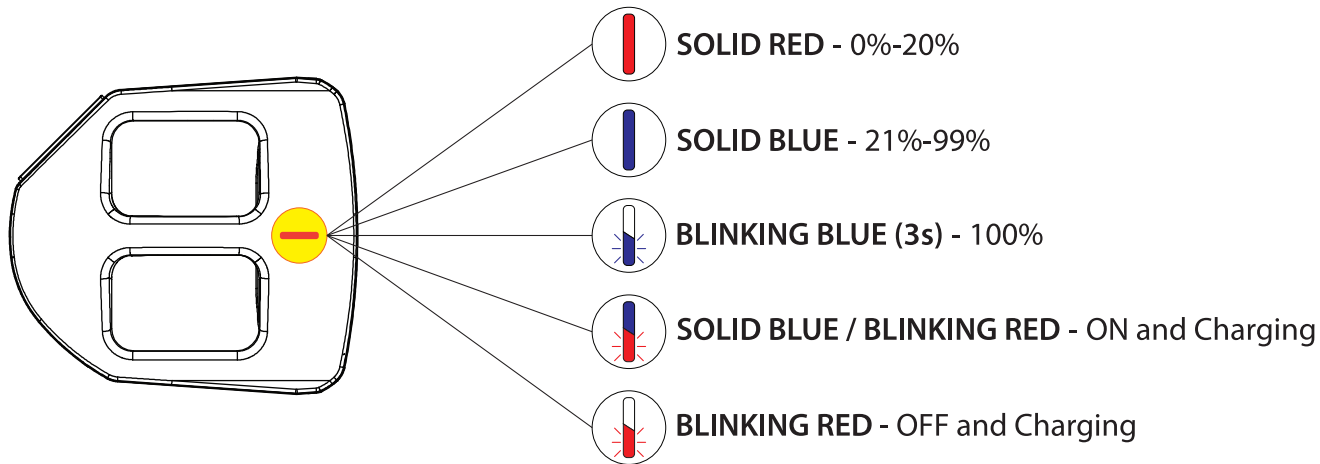 SOLID RED - 0%-20%
SOLID BLUE - 21%-99%
BLINKING BLUE (3s) - 100%
SOLID BLUE / BLINKING RED - ON and Charging
BLINKING RED - OFF and Charging